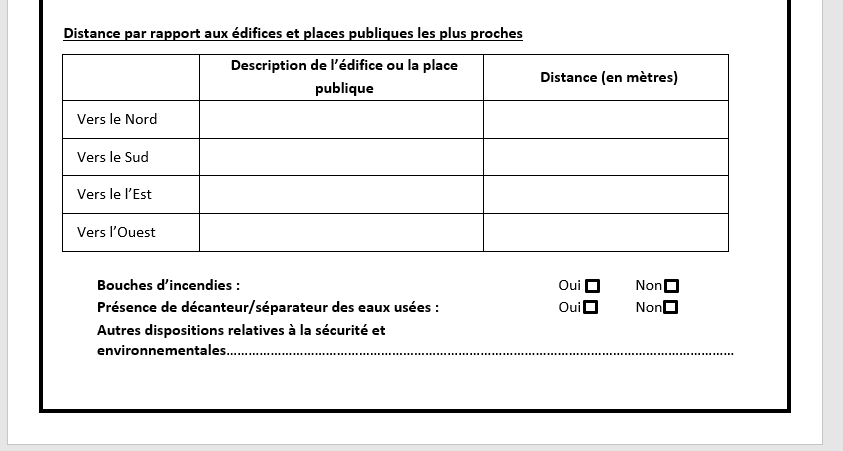 Distance par rapport aux édifices et places publiques les plus proches
Description de l’édifice ou la place
publique
Distance (en mètres)
Vers le Nord
Vers le Sud
Vers le l’Est
Vers l’Ouest
Bouches d’incendies : Oui Non
Présence de décanteur/séparateur des eaux usées : Oui Non
Autres dispositions relatives à la sécurité et
environnementales………………………………………………………………………………………………………………………